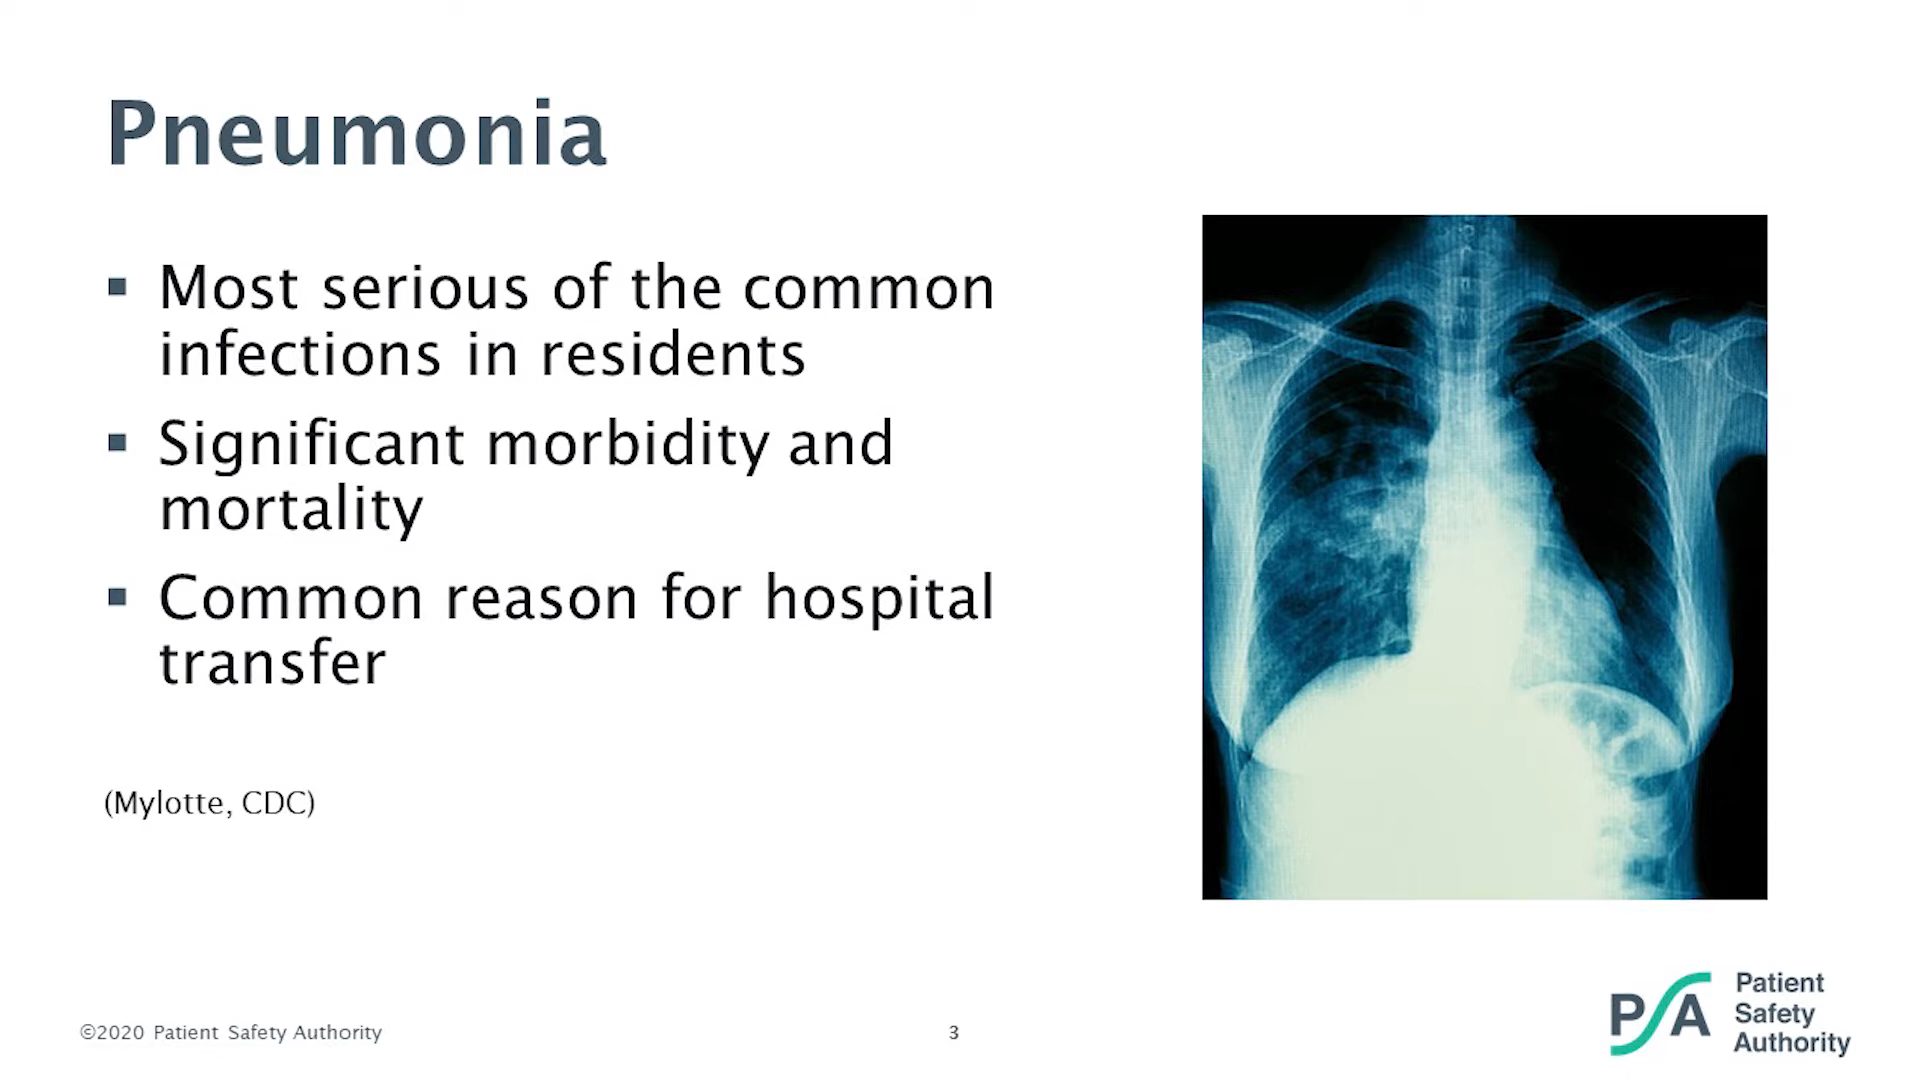 Pneumonia
▪ Most serious of the common
infections in residents
▪ Significant morbidity and
mortality
▪ Common reason for hospital
transfer
(Mylotte, CDC)
©2020 Patient Safety Authority
3
PSA
Patient
Safety
Authority